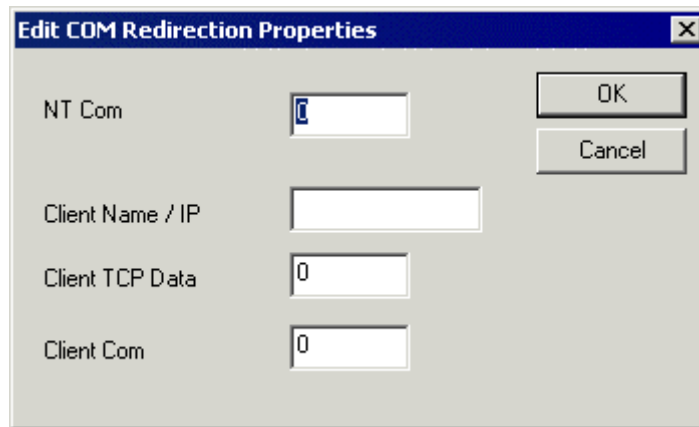 Edit COM Redirection Properties
NT Com
0
OK
Cancel
Client Name / IP
Client TCP Data
0
Client Com
0